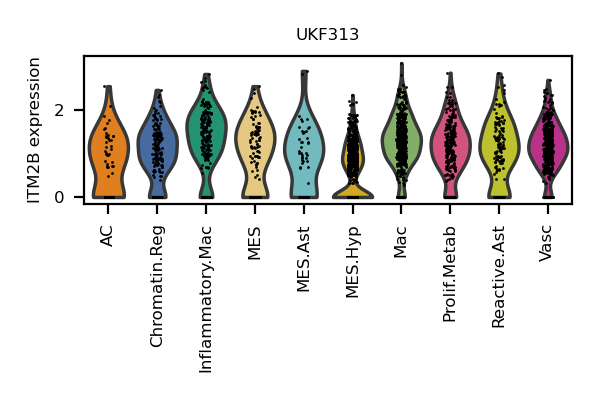 UKF313
ITM2B expression
2
0
AC
Chromatin.Reg
Inflammatory.Mac
MES
MES.Ast
MES.Hyp
Mac
Prolif.Metab
Reactive.Ast
Vasc